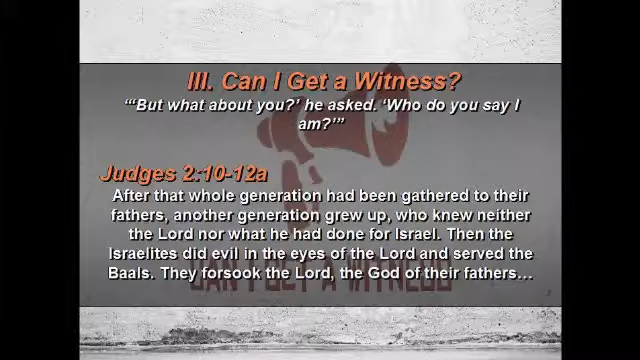 III. Can I Get a Witness?
“‘But what about you?’ he asked. ‘Who do you say I
am?’”
Judges 2:10-12a
After that whole generation had been gathered to their
fathers, another generation grew up, who knew neither
the Lord nor what he had done for Israel. Then the
Israelites did evil in the eyes of the Lord and served the
Baals. They forsook the Lord, the God of their fathers…
CAN I GET A WITNESS